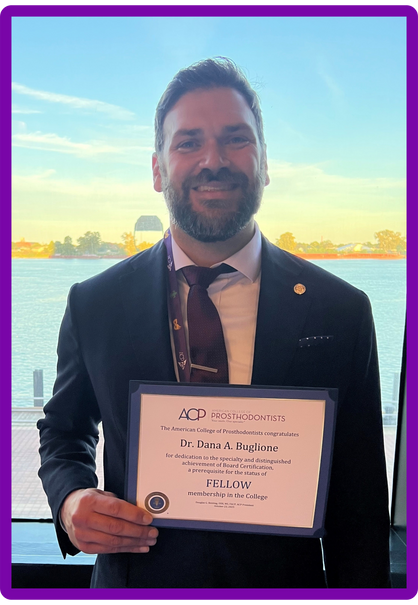 ACP
PROSTHODONTISTS
The American College of Prosthodontists congratulates
Dr. Dana A. Buglione
for dedication to the specialty and distinguished
achievement of Board Certification,
a prerequisite for the status of
FELLOW
membership in the College